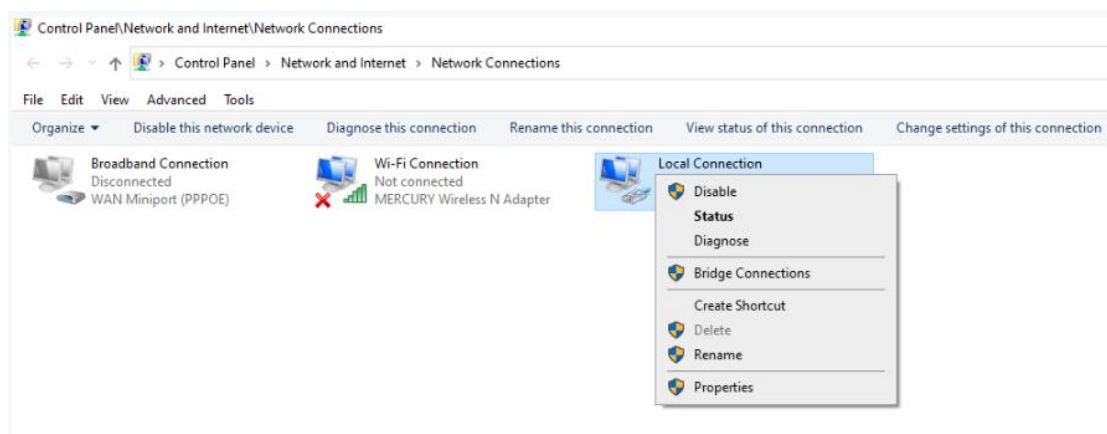 Control Panel\Network and Internet\Network Connections
Control Panel > Network and Internet > Network Connections
File Edit View Advanced Tools
Organize Disable this network device Diagnose this connection Rename this connection View status of this connection Change settings of this connection
Broadband Connection
Disconnected
WAN Miniport (PPPOE)
Wi-Fi Connection
Not connected
MERCURY Wireless N Adapter
Local Connection
Disable
Status
Diagnose
Bridge Connections
Create Shortcut
Delete
Rename
Properties